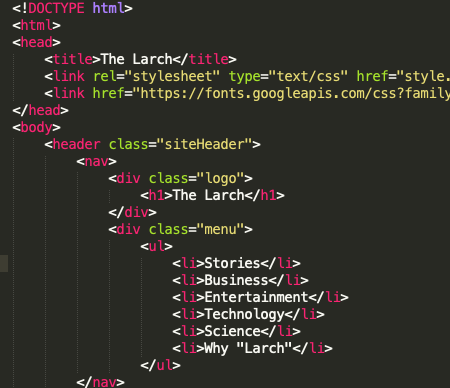 <!DOCTYPE html>
<html>
<head>
<title>The Larch</title>
<link rel="stylesheet" type="text/css" href="style.
<link href="https://fonts.googleapis.com/css?family
</head>
<body>
<header class="siteHeader">
<nav>
<div class="logo">
<h1>The Larch</h1>
</div>
<div class="menu">
<ul>
<li>Stories</li>
<li>Business</li>
<li>Entertainment</li>
<li>Technology</li>
<li>Science</li>
<li>Why "Larch"</li>
</ul>
</nav>